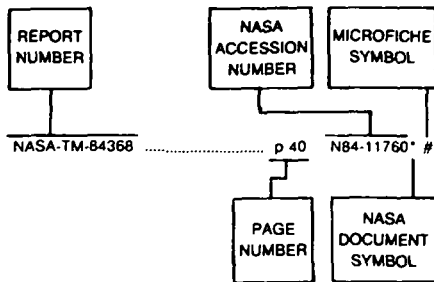 REPORT
NUMBER
NASA
ACCESSION
NUMBER
MICROFICHE
SYMBOL
NASA-TM-84368 ........................ p 40 N84-11760* #
PAGE
NUMBER
NASA
DOCUMENT
SYMBOL